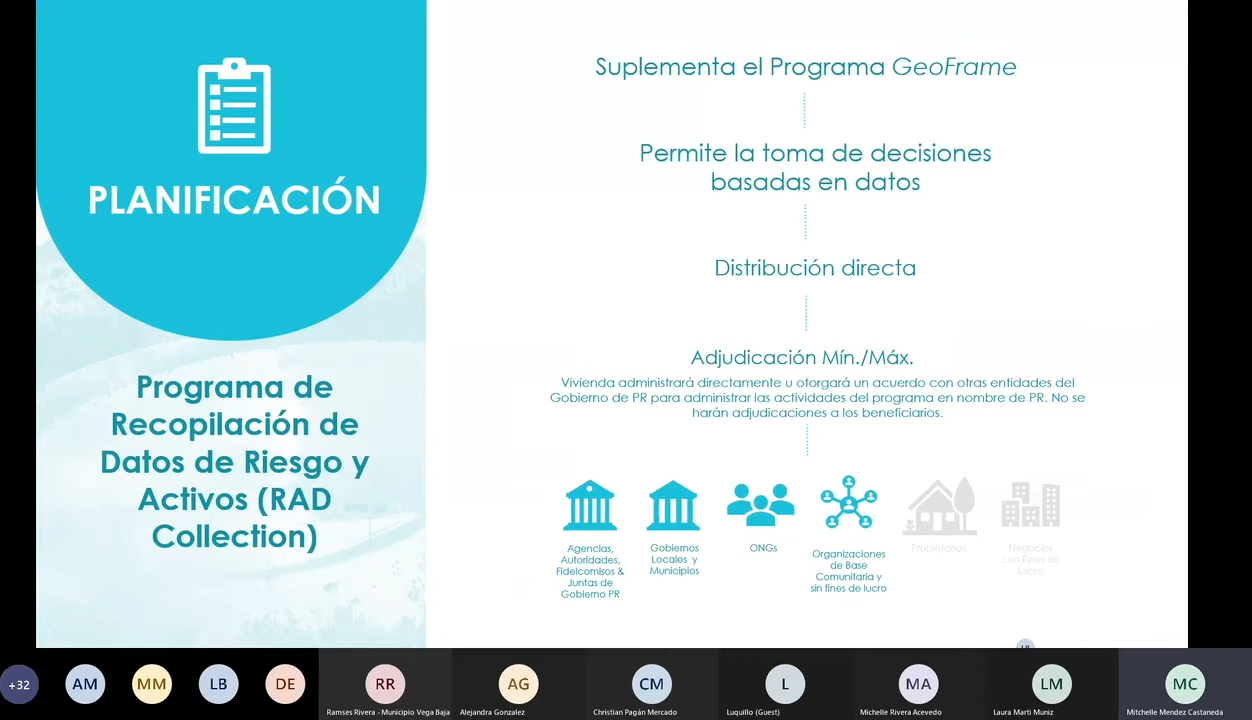 PLANIFICACIÓN
Programa de
Recopilación de
Datos de Riesgo y
Activos (RAD
Collection)
Suplementa el Programa GeoFrame
Permite la toma de decisiones
basadas en datos
Distribución directa
Adjudicación Mín./Máx.
Vivienda administrará directamente u otorgará un acuerdo con otras entidades del
Gobierno de PR para administrar las actividades del programa en nombre de PR. No se
harán adjudicaciones a los beneficiarios.
Agencias,
Autoridades,
Fideicomisos &
Juntas de
Gobierno PR
Gobiernos
Locales y
Municipios
ONGs
Organizaciones
de Base
Comunitaria y
sin fines de lucro
Propietarios
Negocios
con Fines de
Lucro
+32
AM
MM
LB
DE
RR
Ramses Rivera - Municipio Vega Baja
AG
Alejandra Gonzalez
CM
Christian Pagán Mercado
L
Luquillo (Guest)
MA
Michelle Rivera Acevedo
LM
Laura Marti Muniz
MC
Mitchelle Mendez Castaneda